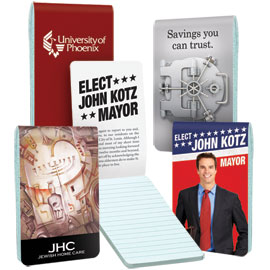 University of
Phoenix
Savings you
can trust.
ELECT
JOHN KOTZ
MAYOR
ELECT
JOHN KOTZ
MAYOR
JHC
JEWISH HOME CARE